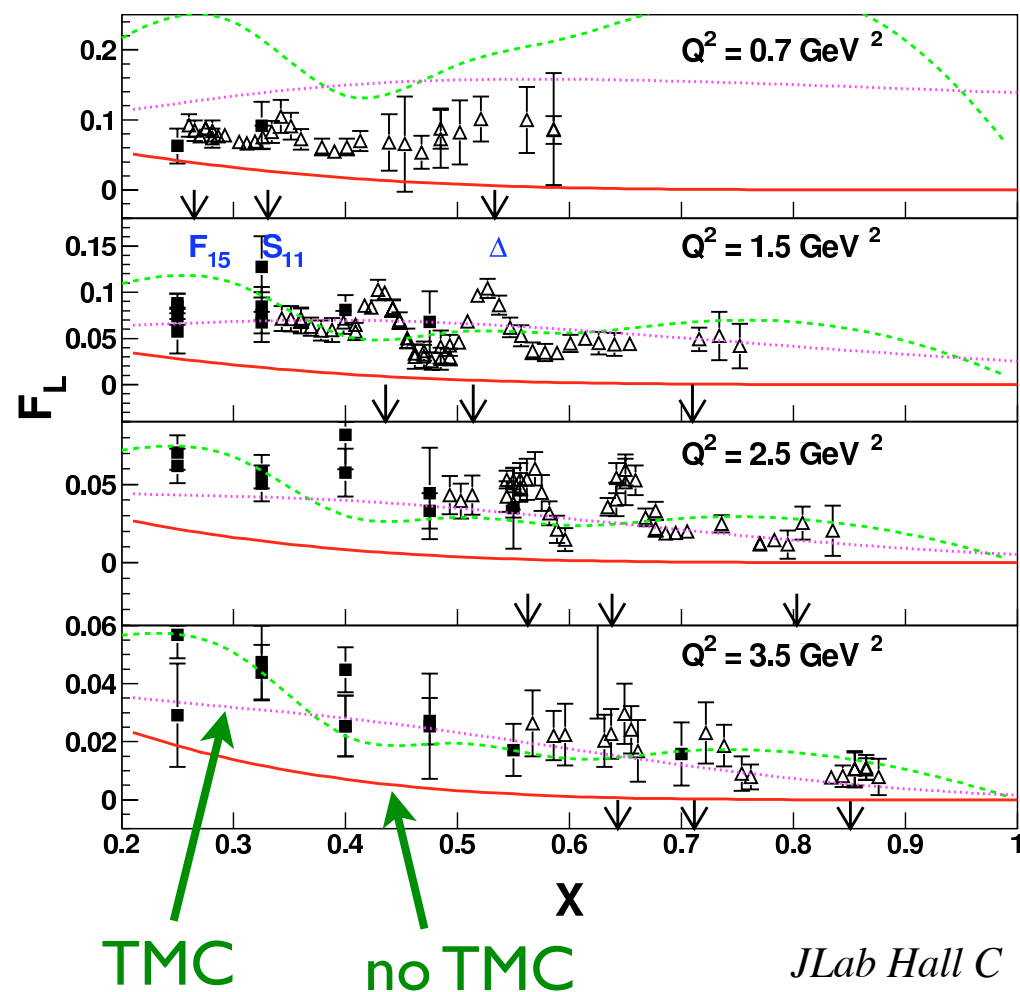 0.2
0.1
0
Q² = 0.7 GeV ²
F₁₅
S₁₁
Δ
0.15
0.1
0.05
0
Q² = 1.5 GeV ²
F_L
0.05
0
Q² = 2.5 GeV ²
0.06
0.04
0.02
0
Q² = 3.5 GeV ²
0.2 0.3 0.4 0.5 0.6 0.7 0.8 0.9 1
X
TMC
no TMC
JLab Hall C